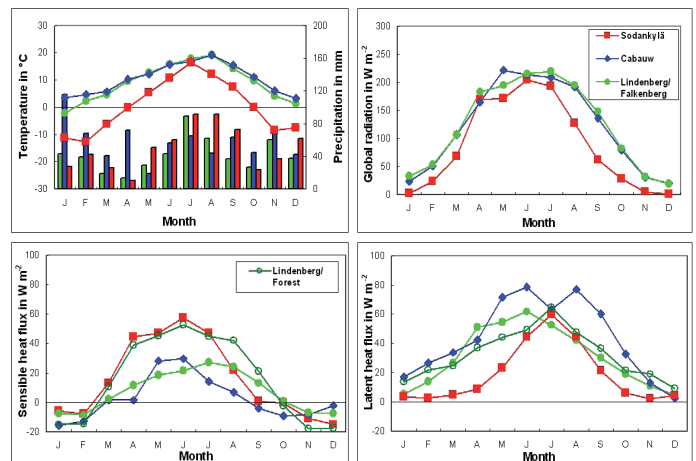 30
20
10
0
-10
-20
-30
200
160
120
80
40
0
Temperature in °C
Precipitation in mm
J F M A M J J A S O N D
Month
300
250
200
150
100
50
0
Global radiation in W m-2
Sodankylä
Cabauw
Lindenberg/
Falkenberg
J F M A M J J A S O N D
Month
100
80
60
40
20
0
-20
Sensible heat flux in W m-2
Lindenberg/
Forest
J F M A M J J A S O N D
Month
100
80
60
40
20
0
-20
Latent heat flux in W m-2
J F M A M J J A S O N D
Month